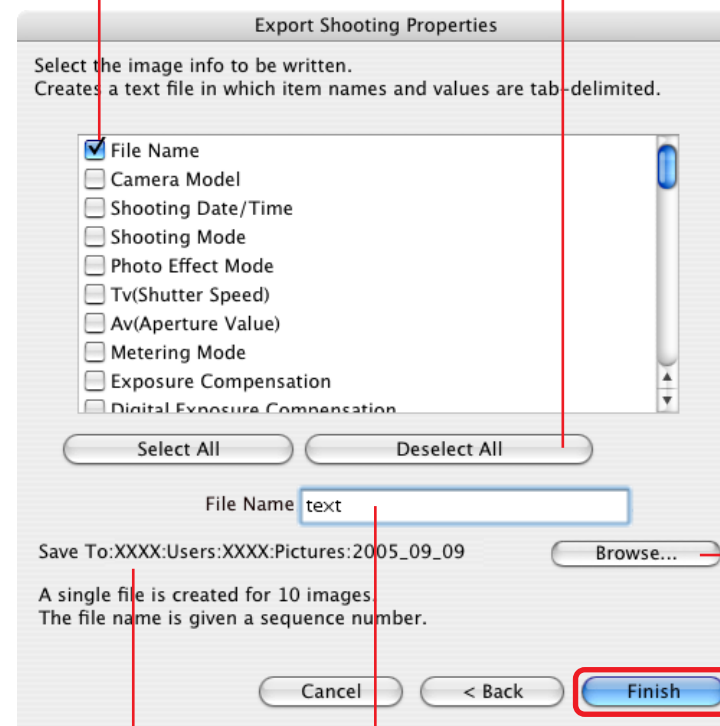 Export Shooting Properties
Select the image info to be written.
Creates a text file in which item names and values are tab-delimited.
File Name
Camera Model
Shooting Date/Time
Shooting Mode
Photo Effect Mode
Tv(Shutter Speed)
Av(Aperture Value)
Metering Mode
Exposure Compensation
Digital Exposure Compensation
Select All Deselect All
File Name text
Save To:XXXX:Users:XXXX:Pictures:2005_09_09 Browse...
A single file is created for 10 images.
The file name is given a sequence number.
Cancel < Back Finish